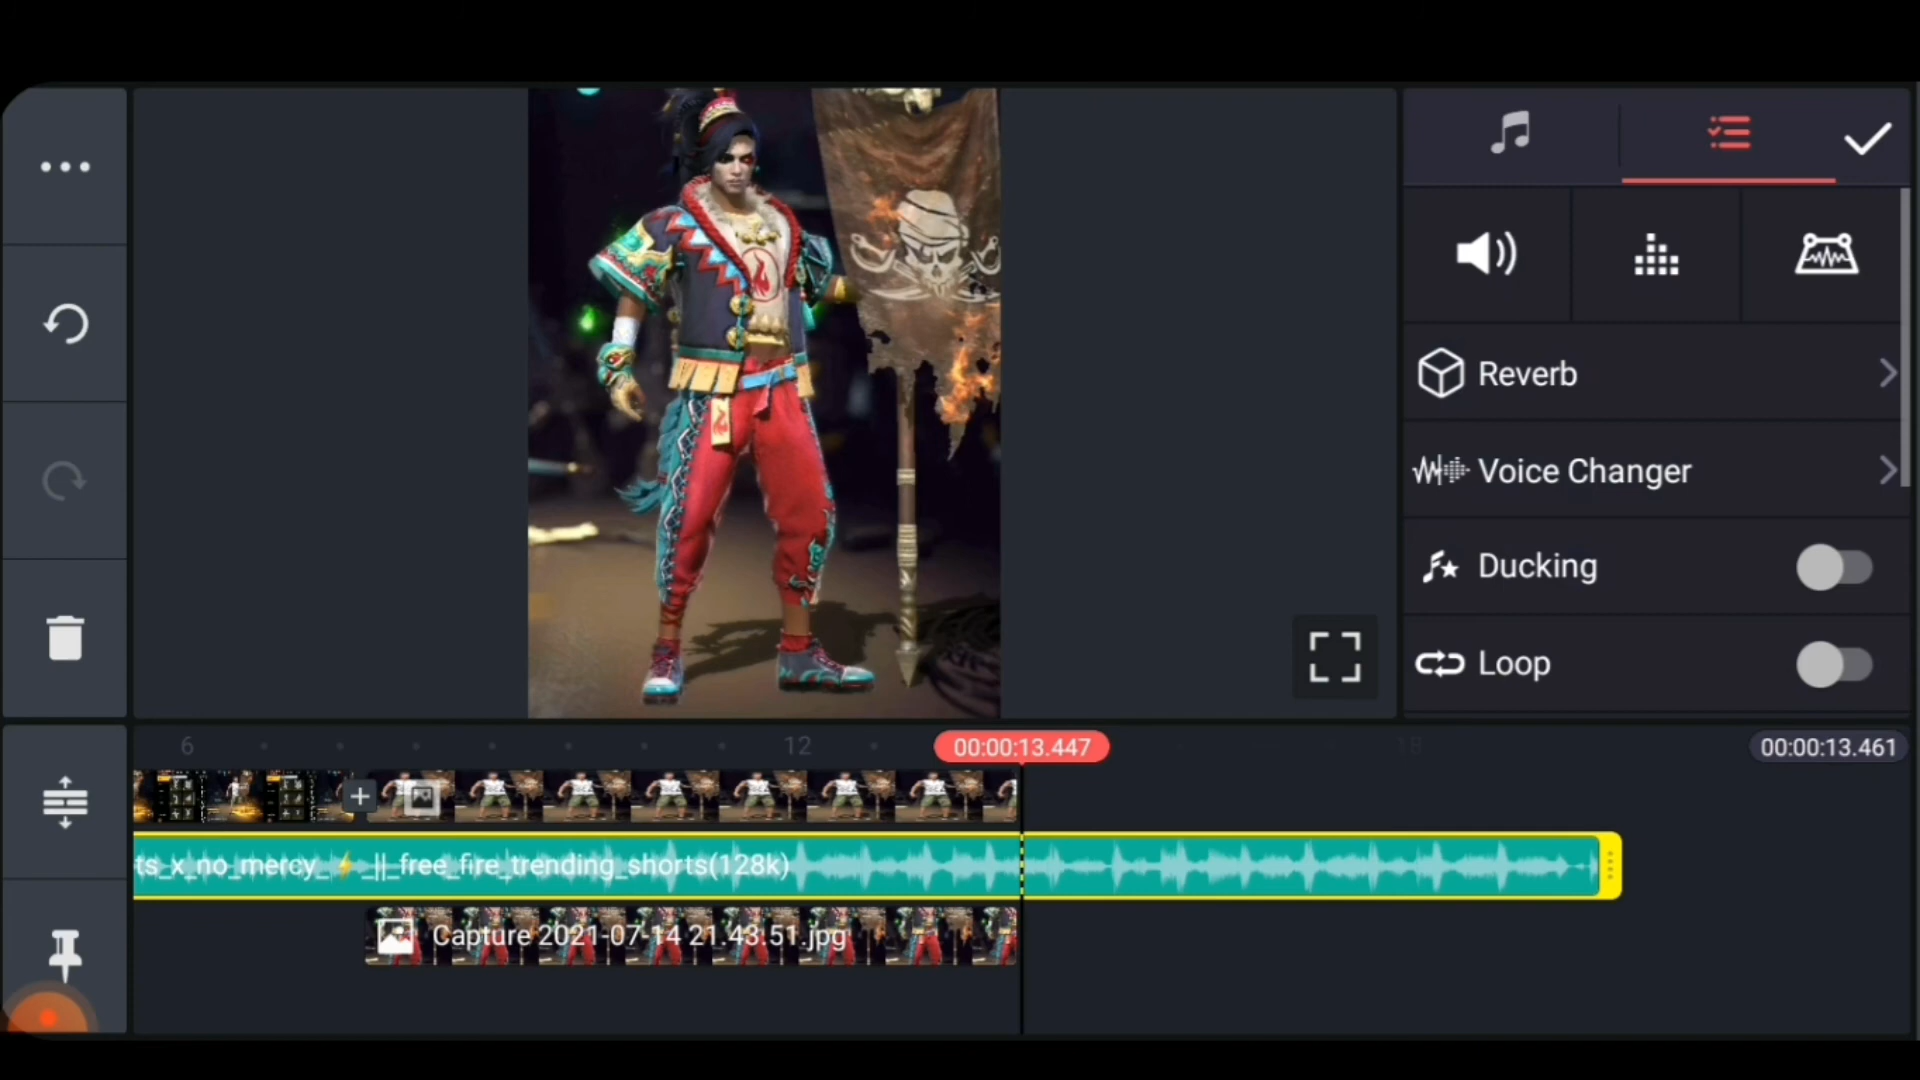 Reverb
Voice Changer
Ducking
Loop
6
12
00:00:13.447
18
00:00:13.461
ts_x_no_mercy_⚡_||_free_fire_trending_shorts(128k)
Capture 2021-07-14 21.43.51.jpg